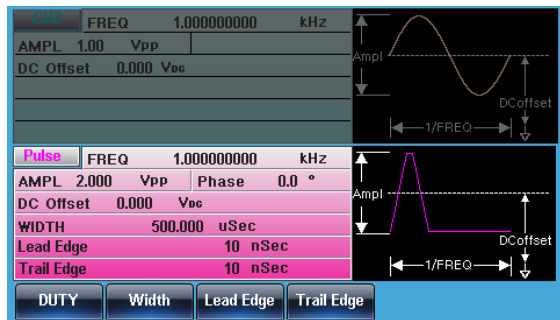 CH2 FREQ 1.000000000 kHz
AMPL 1.00 Vpp
DC Offset 0.000 VDC
Ampl
DCoffset
1/FREQ
Pulse FREQ 1.000000000 kHz
AMPL 2.000 Vpp Phase 0.0 °
DC Offset 0.000 VDC
WIDTH 500.000 uSec
Lead Edge 10 nSec
Trail Edge 10 nSec
Ampl
DCoffset
1/FREQ
DUTY Width Lead Edge Trail Edge